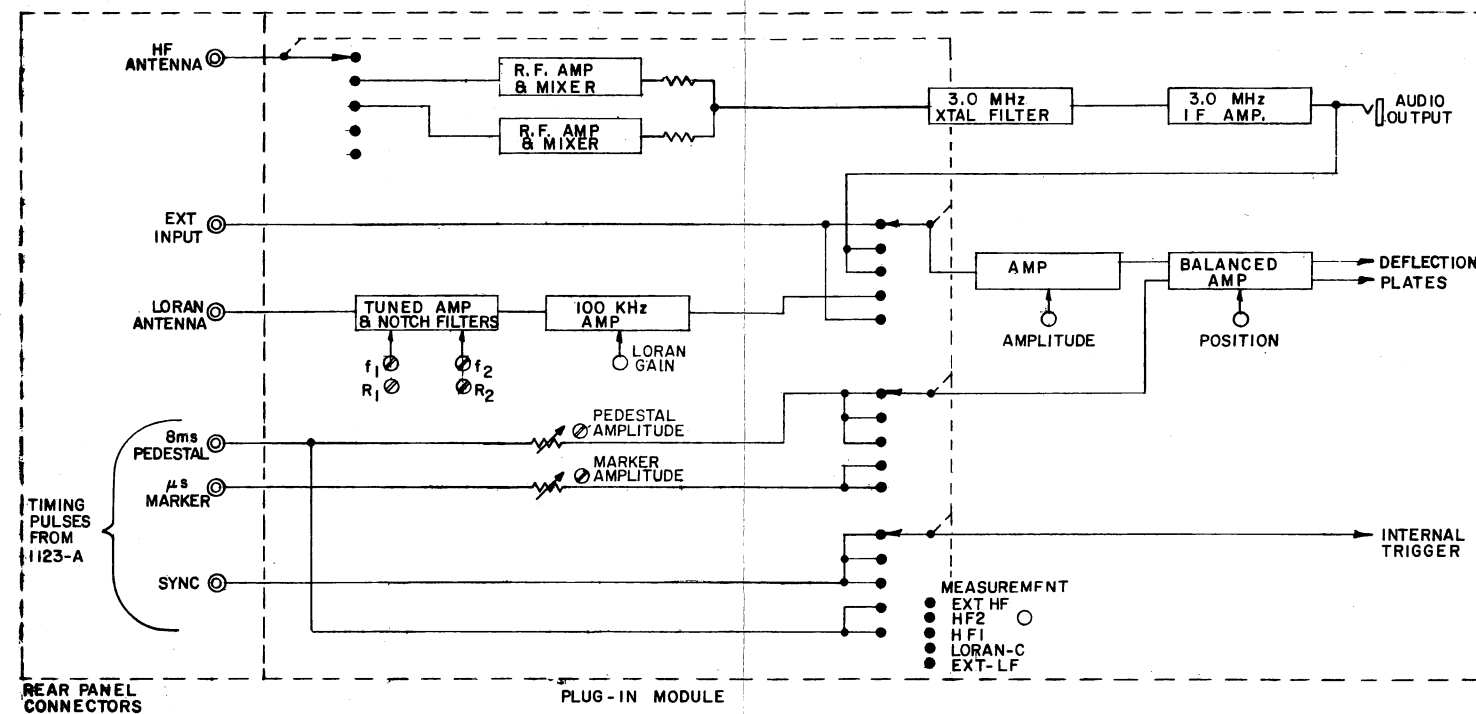 HF
ANTENNA
R.F. AMP
& MIXER
R.F. AMP
& MIXER
3.0 MHz
XTAL FILTER
3.0 MHz
IF AMP.
AUDIO
OUTPUT
EXT
INPUT
AMP
BALANCED
AMP
DEFLECTION
PLATES
LORAN
ANTENNA
TUNED AMP
& NOTCH FILTERS
100 KHz
AMP
LORAN
GAIN
AMPLITUDE
POSITION
f1
f2
R1
R2
8ms
PEDESTAL
PEDESTAL
AMPLITUDE
μs
MARKER
MARKER
AMPLITUDE
TIMING
PULSES
FROM
1123-A
SYNC
INTERNAL
TRIGGER
MEASUREMENT
EXT HF
HF2
HF1
LORAN-C
EXT-LF
REAR PANEL
CONNECTORS
PLUG-IN MODULE